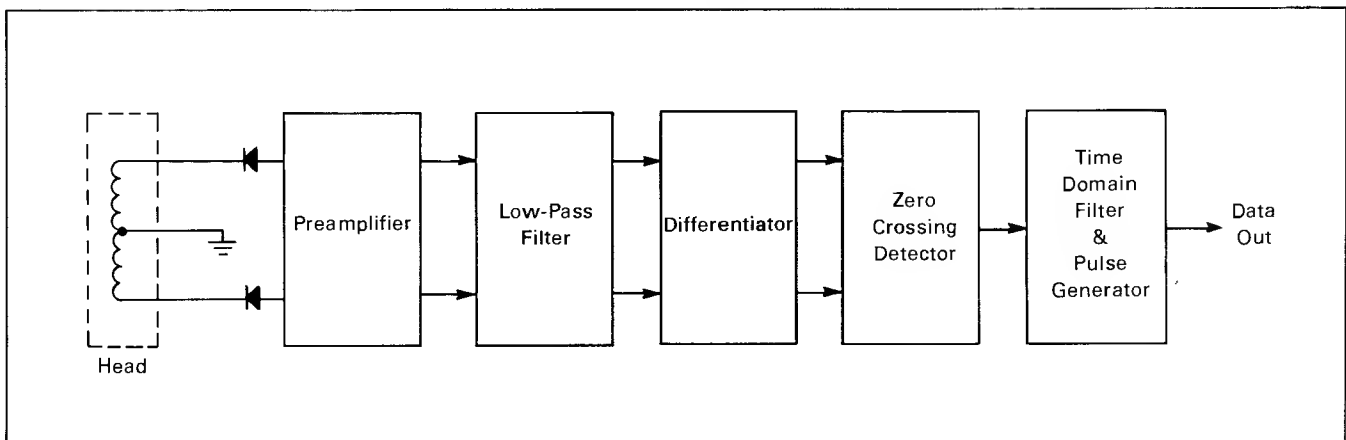 Head
Preamplifier
Low-Pass
Filter
Differentiator
Zero
Crossing
Detector
Time
Domain
Filter
&
Pulse
Generator
Data
Out